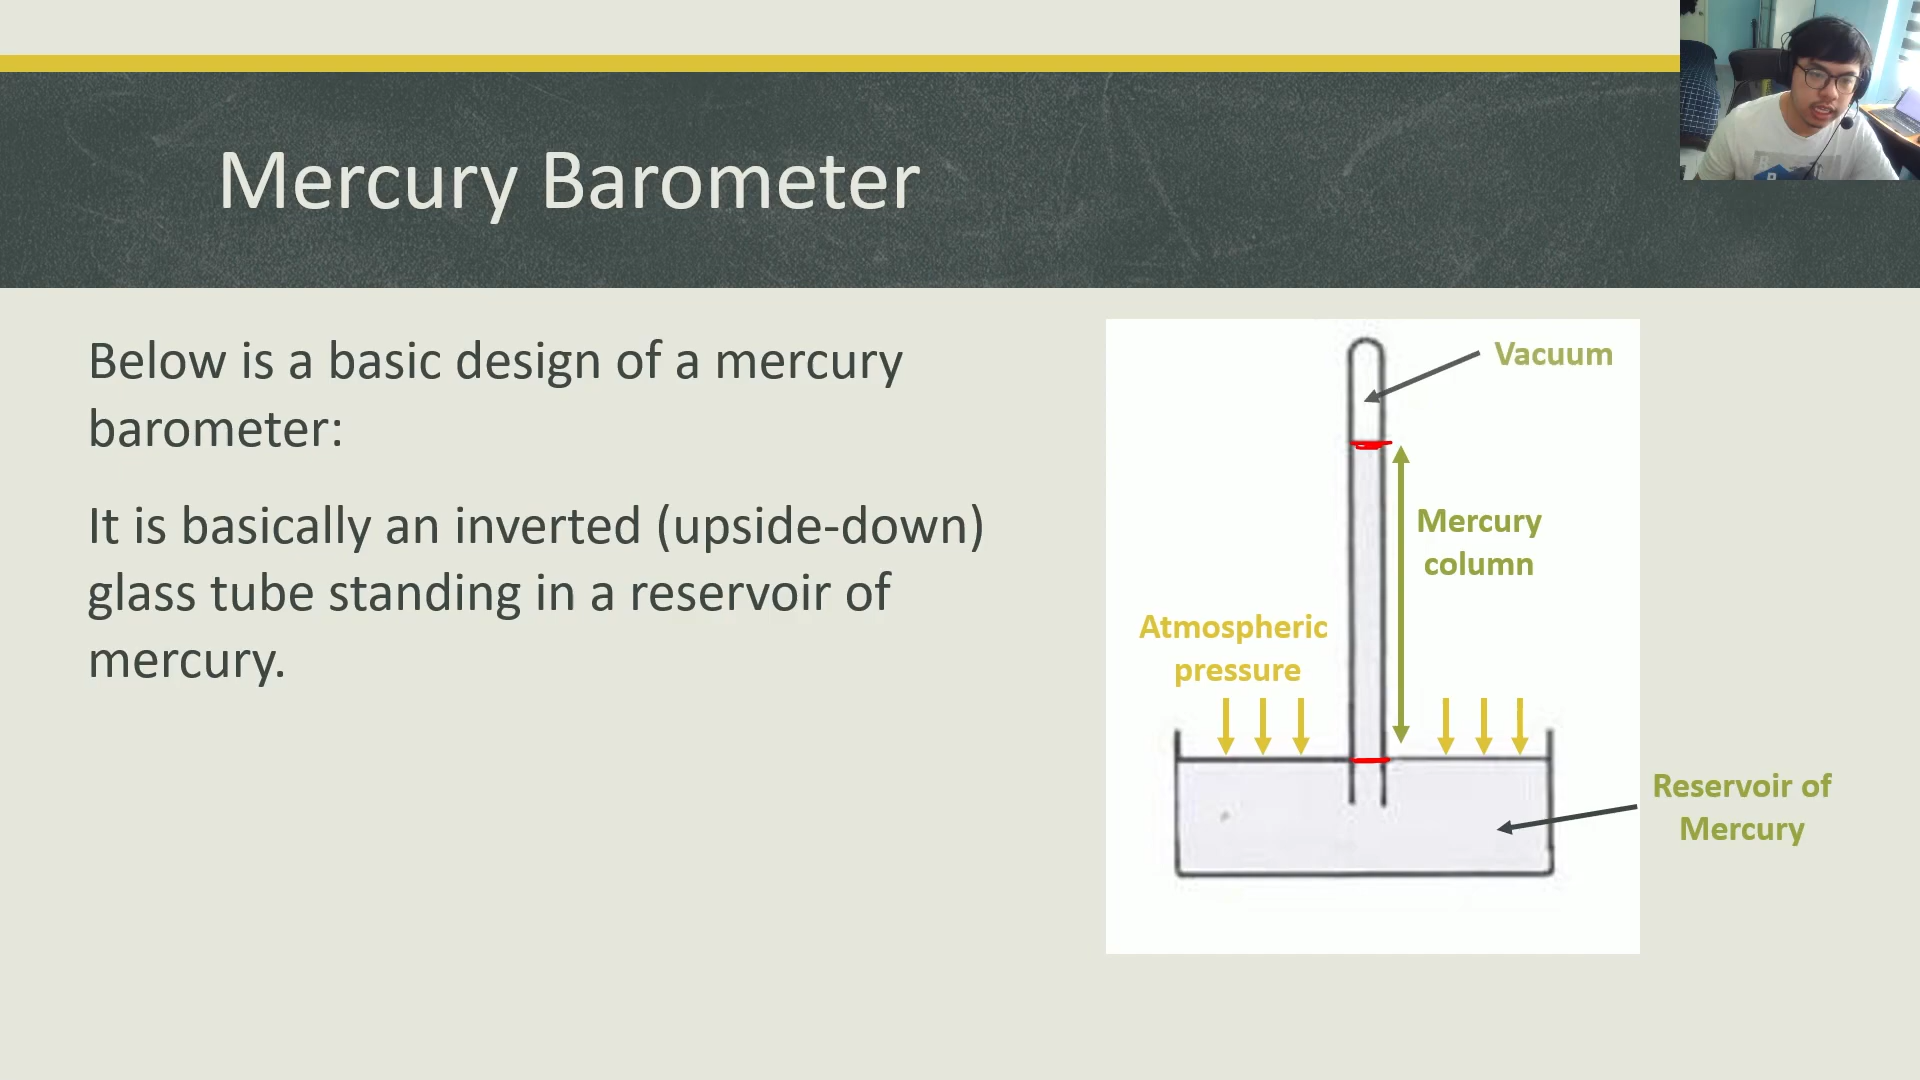 Mercury Barometer
Below is a basic design of a mercury
barometer:
It is basically an inverted (upside-down)
glass tube standing in a reservoir of
mercury.
Vacuum
Mercury
column
Atmospheric
pressure
Reservoir of
Mercury